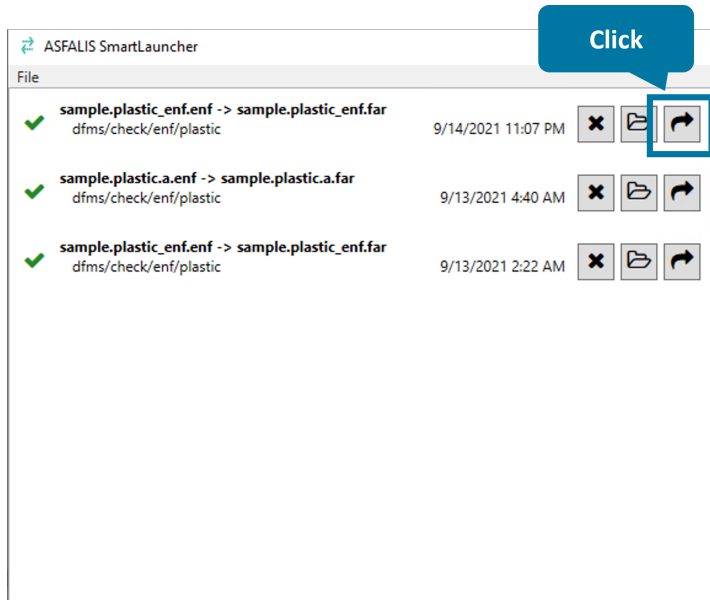 Click
ASFALIS SmartLauncher
File
sample.plastic_enf.enf -> sample.plastic_enf.far
dfms/check/enf/plastic 9/14/2021 11:07 PM
sample.plastic.a.enf -> sample.plastic.a.far
dfms/check/enf/plastic 9/13/2021 4:40 AM
sample.plastic_enf.enf -> sample.plastic_enf.far
dfms/check/enf/plastic 9/13/2021 2:22 AM